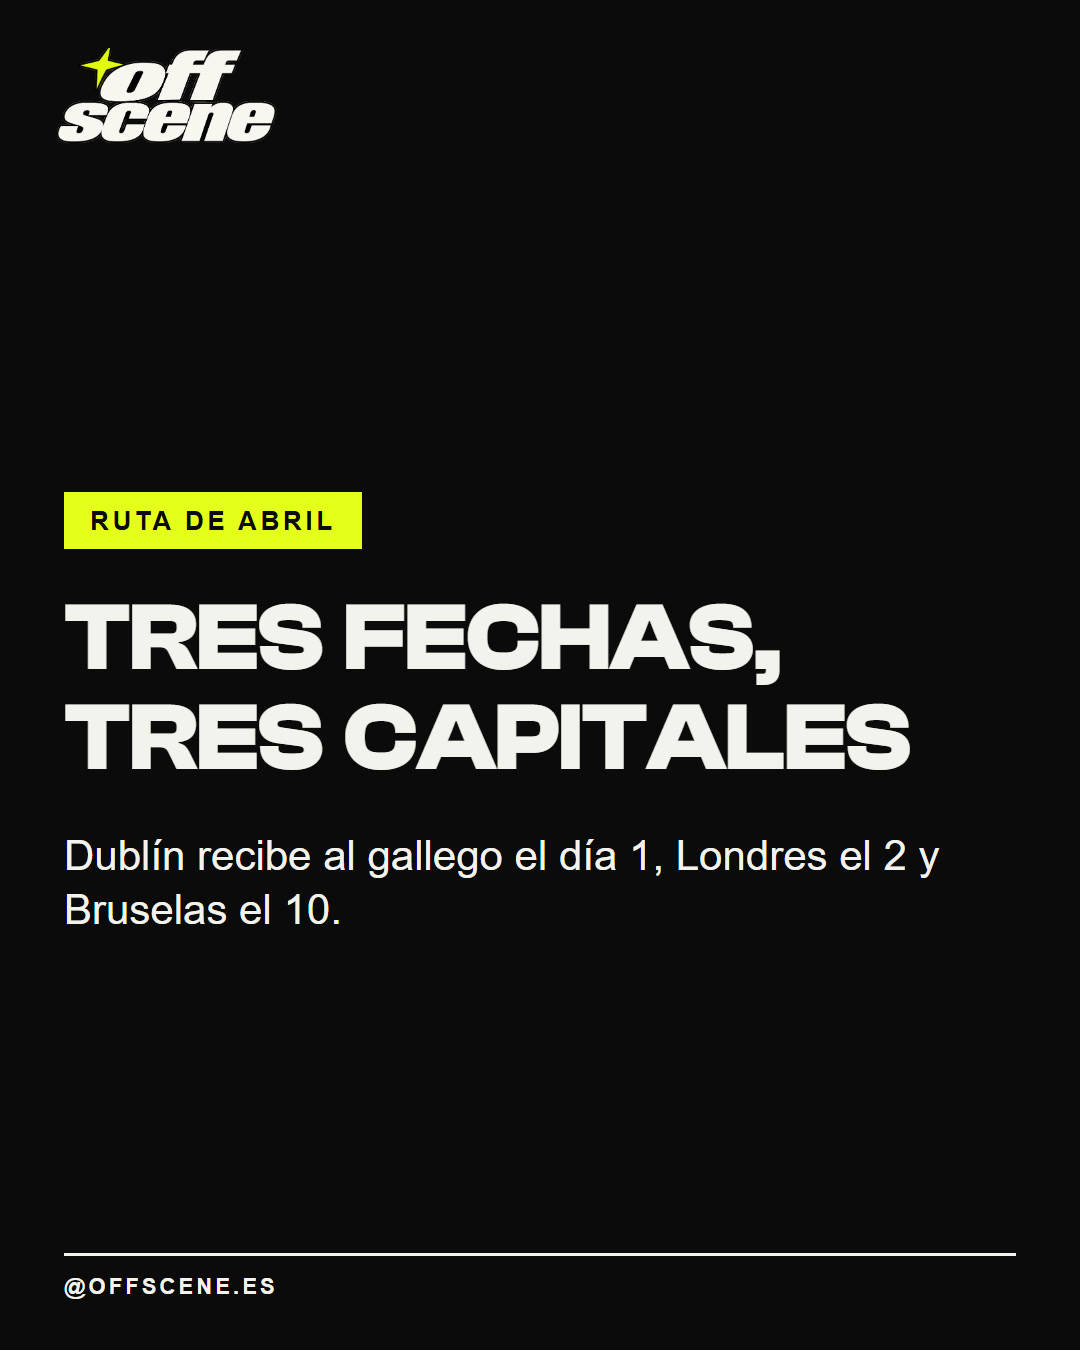 off
scene
RUTA DE ABRIL
TRES FECHAS,
TRES CAPITALES
Dublín recibe al gallego el día 1, Londres el 2 y
Bruselas el 10.
@OFFSCENE.ES